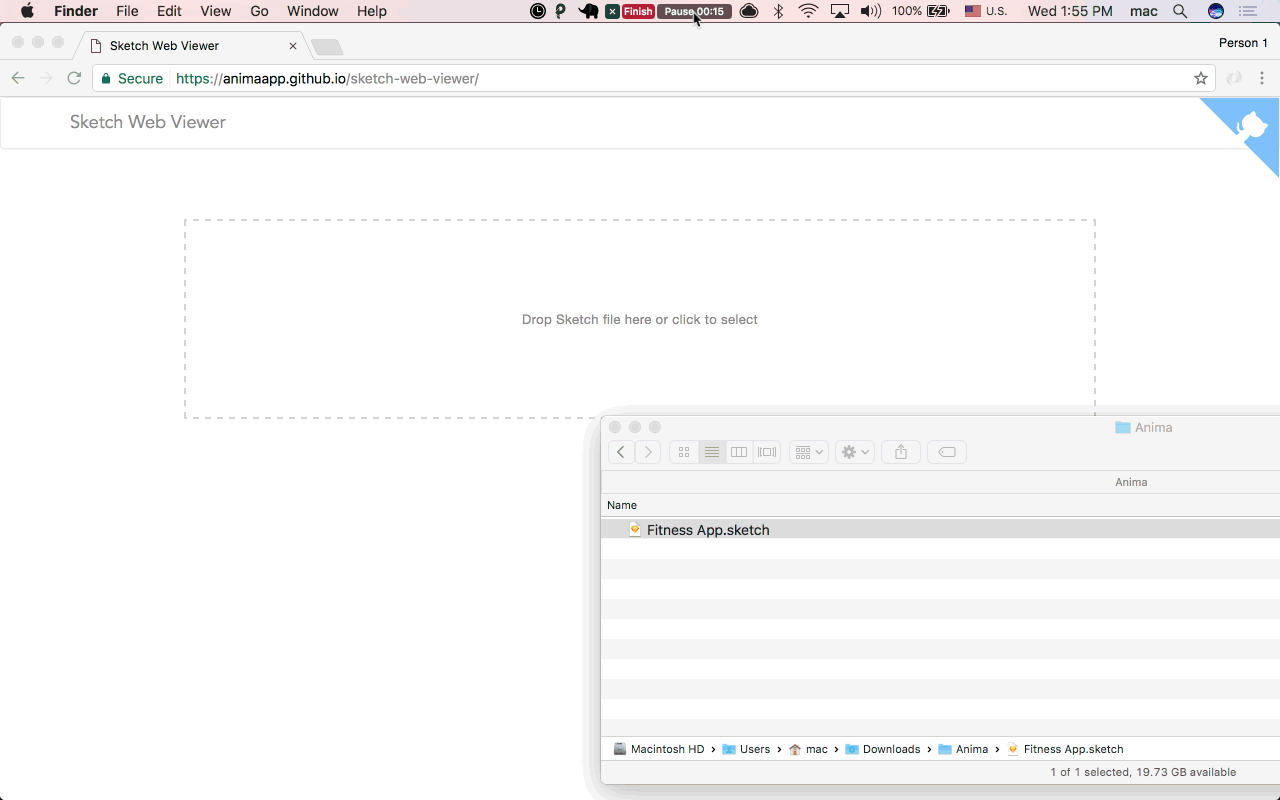 Finder File Edit View Go Window Help Finish Pause 00:15 100% U.S. Wed 1:55 PM mac
Sketch Web Viewer
Person 1
Secure https://animaapp.github.io/sketch-web-viewer/
Sketch Web Viewer
Drop Sketch file here or click to select
Anima
Anima
Name
Fitness App.sketch
Macintosh HD › Users › mac › Downloads › Anima › Fitness App.sketch
1 of 1 selected, 19.73 GB available